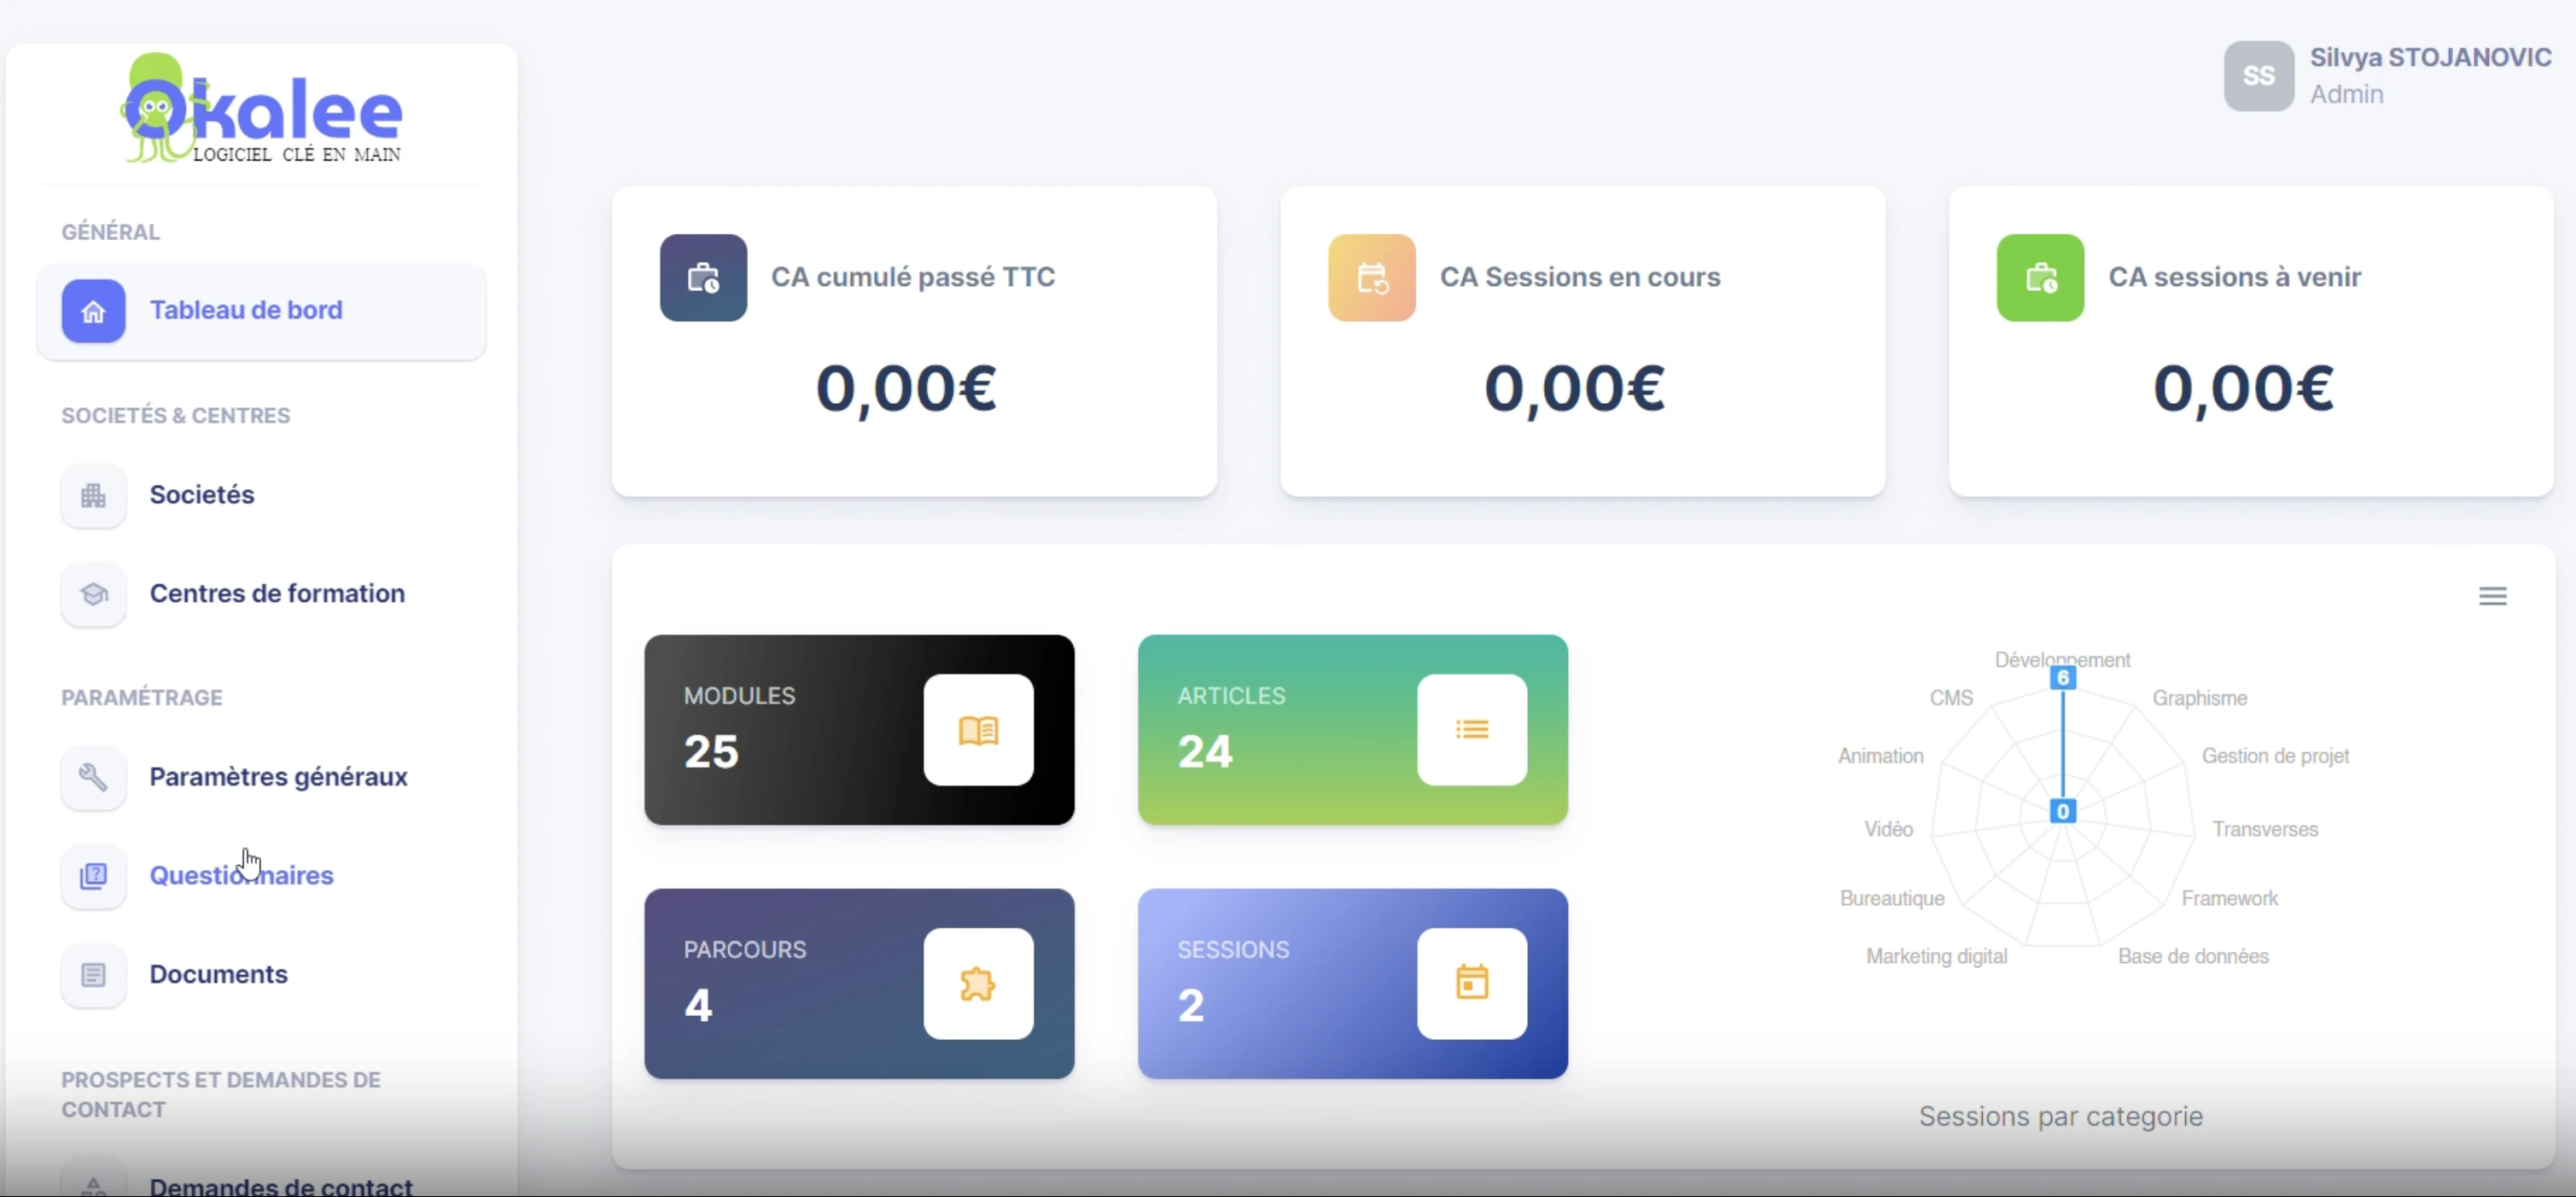 Okalee
LOGICIEL CLÉ EN MAIN
GÉNÉRAL
Tableau de bord
SOCIETÉS & CENTRES
Societés
Centres de formation
PARAMÉTRAGE
Paramètres généraux
Questionnaires
Documents
PROSPECTS ET DEMANDES DE
CONTACT
Demandes de contact
SS
Silvya STOJANOVIC
Admin
CA cumulé passé TTC
0,00€
CA Sessions en cours
0,00€
CA sessions à venir
0,00€
MODULES
25
ARTICLES
24
PARCOURS
4
SESSIONS
2
Développement
6
CMS
Graphisme
Animation
Gestion de projet
0
Vidéo
Transverses
Bureautique
Framework
Marketing digital
Base de données
Sessions par categorie